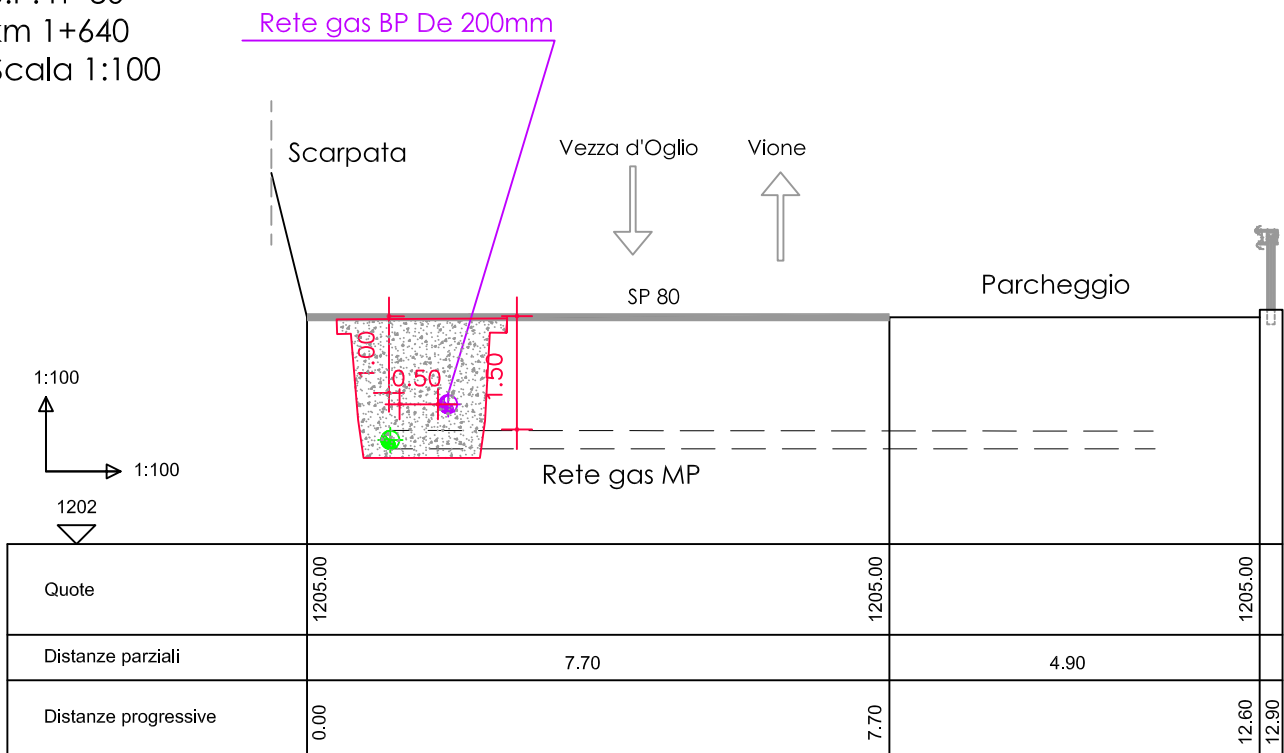 km 1+640
Scala 1:100
Rete gas BP De 200mm
Scarpata
Vezza d'Oglio
Vione
SP 80
Parcheggio
1.00
0.50
1.50
1:100
1:100
Rete gas MP
1202
Quote
1205.00
1205.00
1205.00
Distanze parziali
7.70
4.90
Distanze progressive
0.00
7.70
12.60
12.90